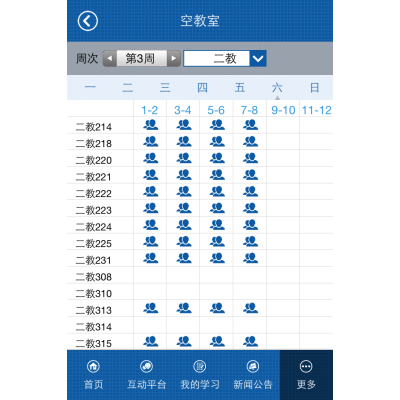 空教室
周次 第3周 二教
一 二 三 四 五 六 日
1-2 3-4 5-6 7-8 9-10 11-12
二教214
二教218
二教220
二教221
二教222
二教223
二教224
二教225
二教231
二教308
二教310
二教313
二教314
二教315
首页 互动平台 我的学习 新闻公告 更多